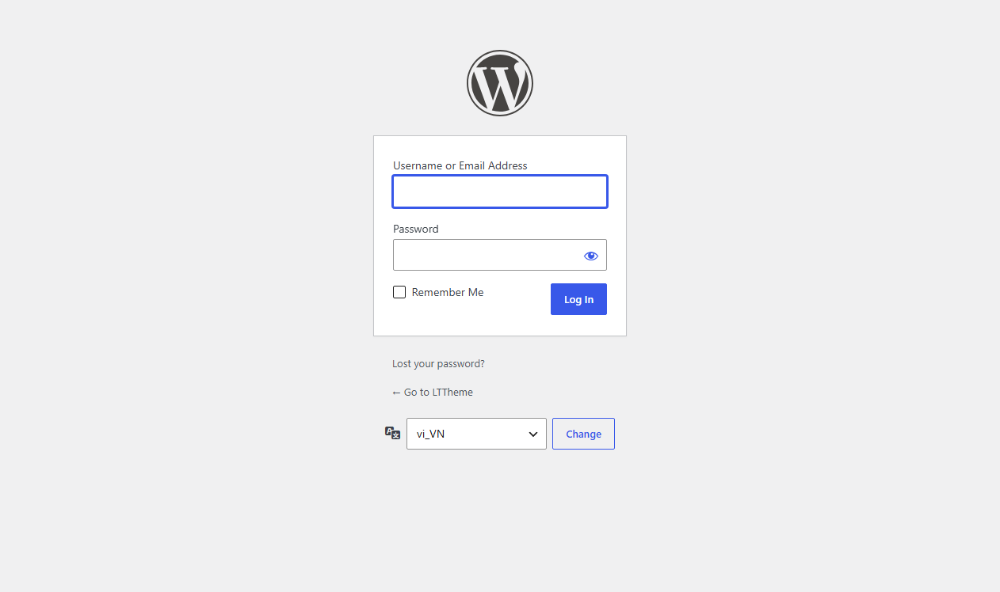 Username or Email Address
Password
Remember Me
Log In
Lost your password?
← Go to LTTheme
vi_VN
Change